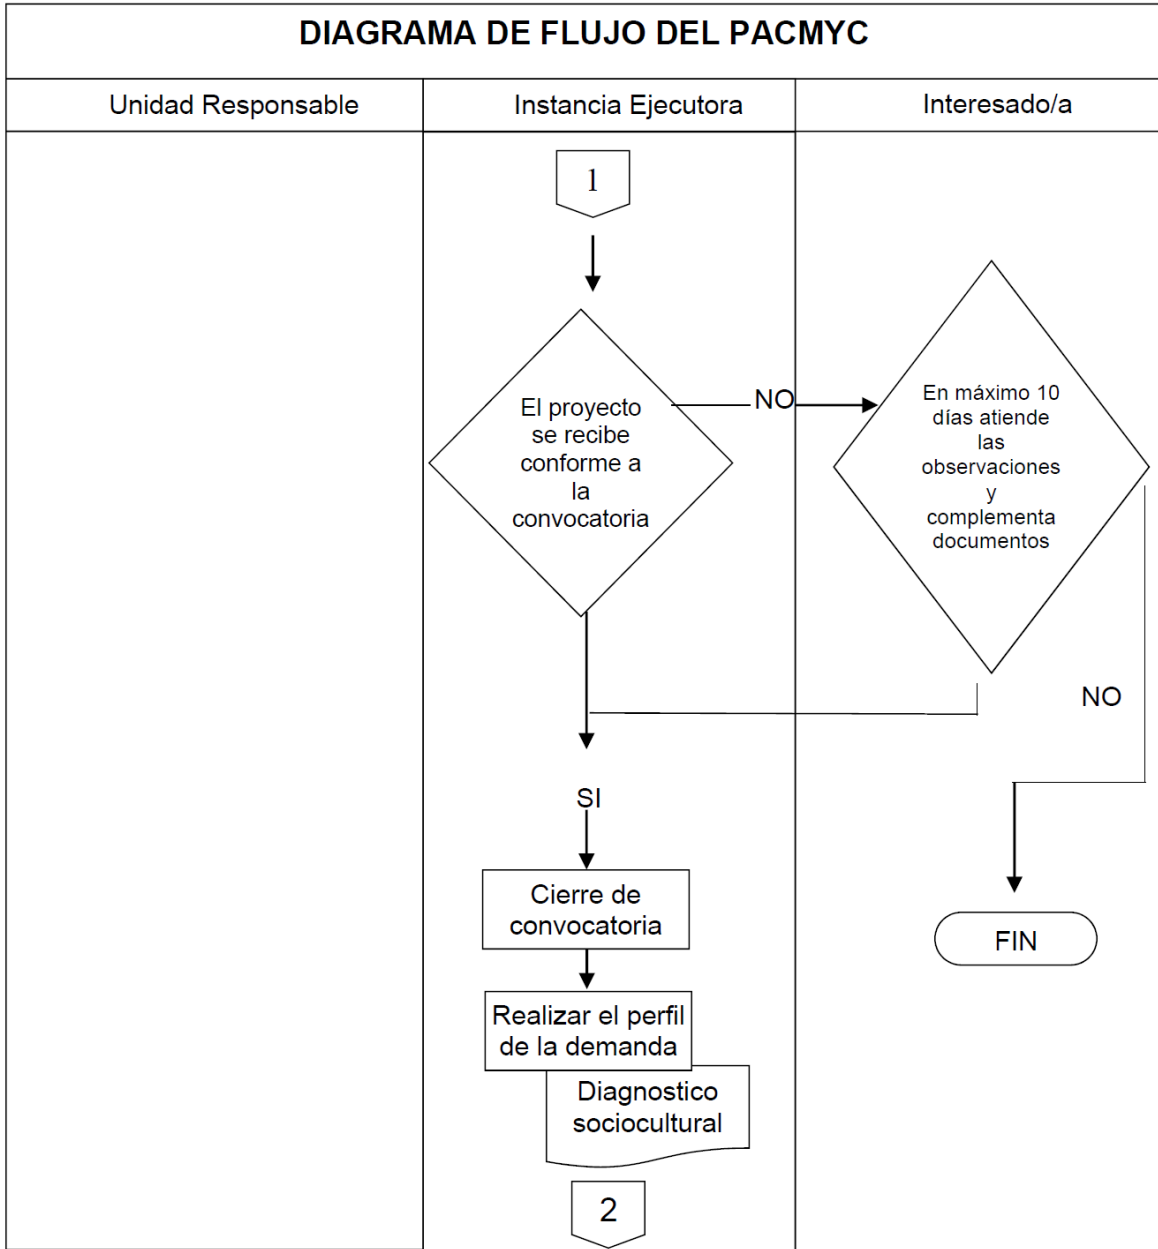 DIAGRAMA DE FLUJO DEL PACMYC
Unidad Responsable
Instancia Ejecutora
Interesado/a
1
El proyecto
se recibe
conforme a
la
convocatoria
NO
En máximo 10
días atiende
las
observaciones
y
complementa
documentos
NO
SI
Cierre de
convocatoria
FIN
Realizar el perfil
de la demanda
Diagnostico
sociocultural
2